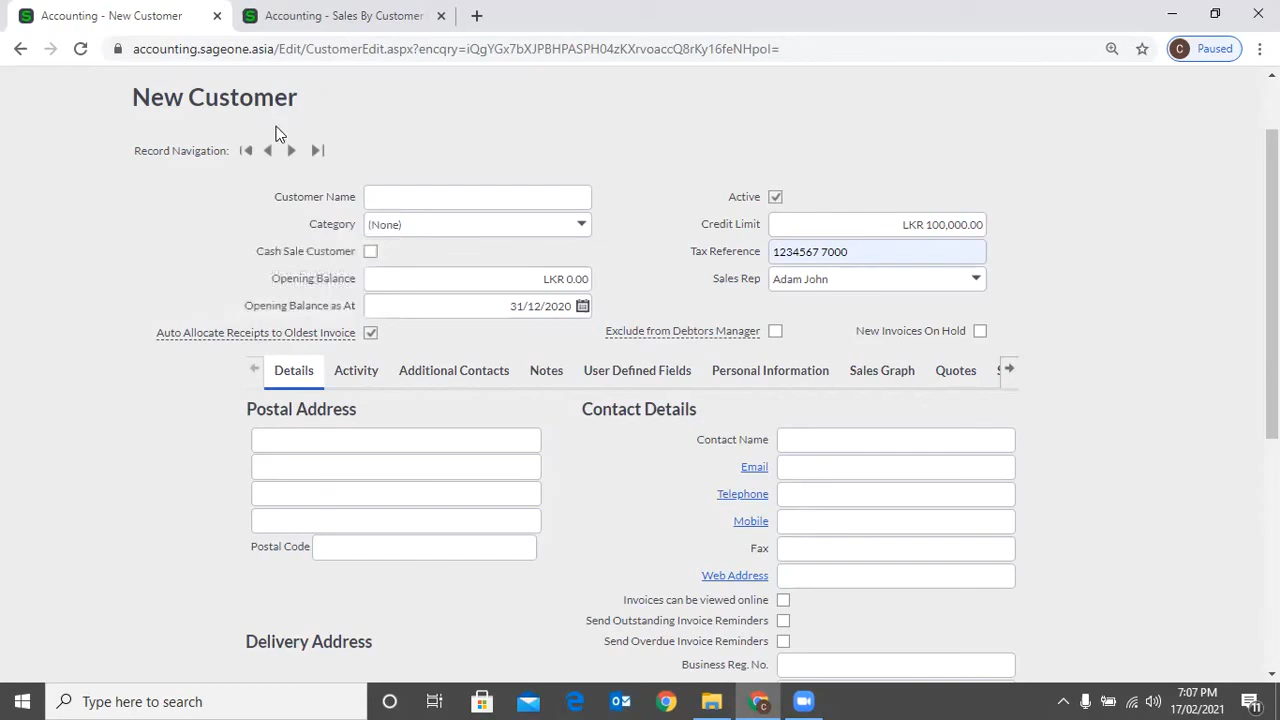 Accounting - New Customer
Accounting - Sales By Customer
accounting.sageone.asia/Edit/CustomerEdit.aspx?encqry=iQgYGx7bXJPBHPASPH04zKXrvoaccQ8rKy16feNHpoI=
C Paused
New Customer
Record Navigation:
Customer Name
Active
Category (None)
Credit Limit LKR 100,000.00
Cash Sale Customer
Tax Reference 1234567 7000
Opening Balance LKR 0.00
Sales Rep Adam John
Opening Balance as At 31/12/2020
Auto Allocate Receipts to Oldest Invoice
Exclude from Debtors Manager
New Invoices On Hold
Details Activity Additional Contacts Notes User Defined Fields Personal Information Sales Graph Quotes
Postal Address
Contact Details
Contact Name
Email
Telephone
Mobile
Postal Code
Fax
Web Address
Invoices can be viewed online
Send Outstanding Invoice Reminders
Delivery Address
Send Overdue Invoice Reminders
Business Reg. No.
Type here to search
7:07 PM
17/02/2021
11